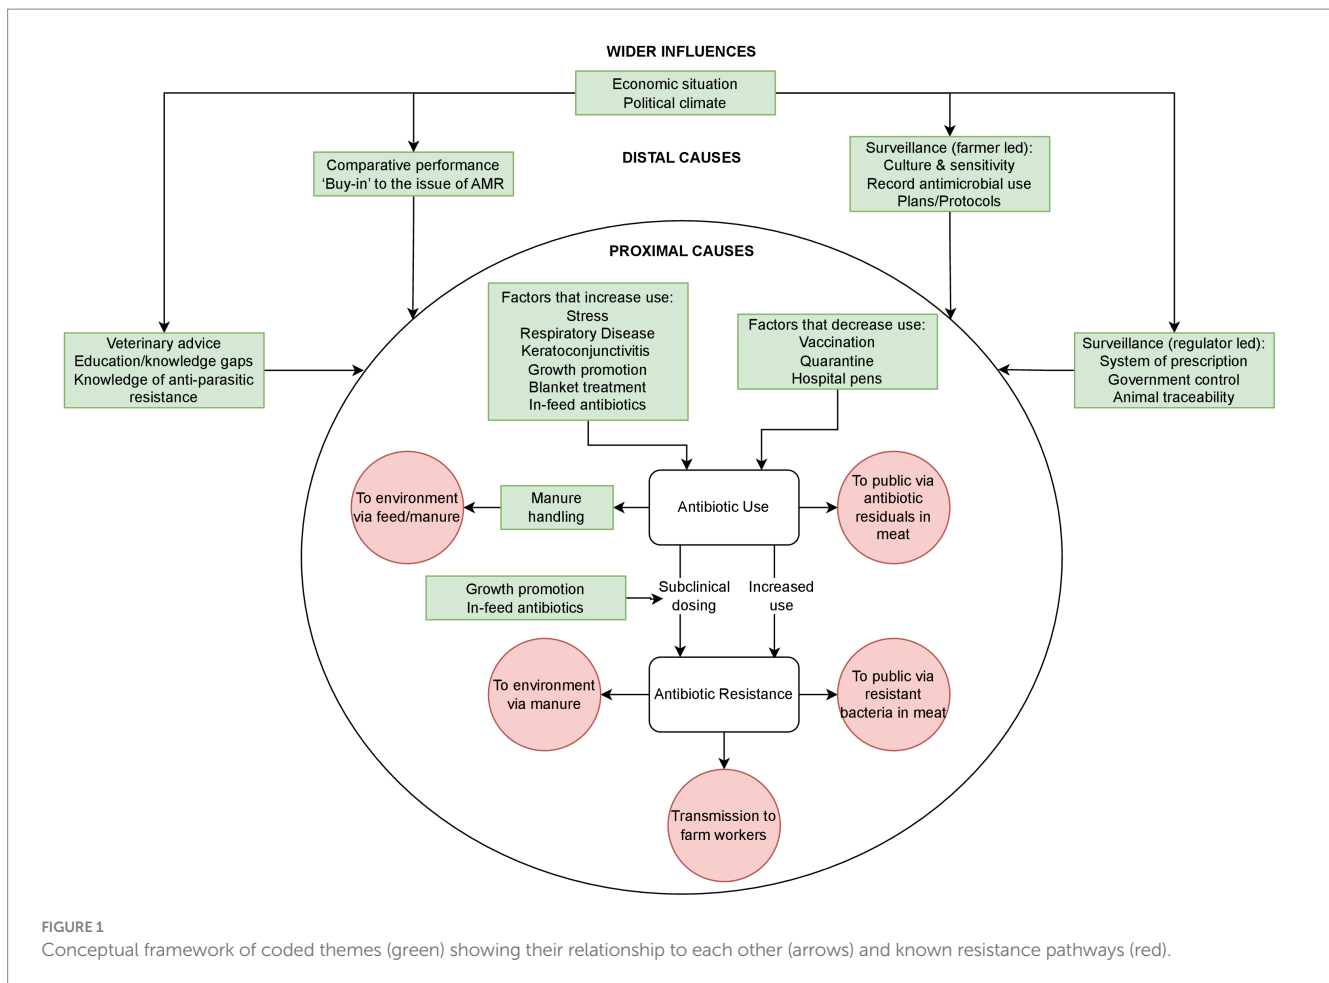 WIDER INFLUENCES
Economic situation
Political climate
DISTAL CAUSES
Comparative performance
‘Buy-in’ to the issue of AMR
Surveillance (farmer led):
Culture & sensitivity
Record antimicrobial use
Plans/Protocols
PROXIMAL CAUSES
Veterinary advice
Education/knowledge gaps
Knowledge of anti-parasitic
resistance
Factors that increase use:
Stress
Respiratory Disease
Keratoconjunctivitis
Growth promotion
Blanket treatment
In-feed antibiotics
Factors that decrease use:
Vaccination
Quarantine
Hospital pens
Surveillance (regulator led):
System of prescription
Government control
Animal traceability
To environment
via feed/manure
Manure
handling
Antibiotic Use
To public via
antibiotic
residuals in
meat
Growth promotion
In-feed antibiotics
Subclinical
dosing
Increased
use
To environment
via manure
Antibiotic Resistance
To public via
resistant
bacteria in meat
Transmission to
farm workers
FIGURE 1
Conceptual framework of coded themes (green) showing their relationship to each other (arrows) and known resistance pathways (red).